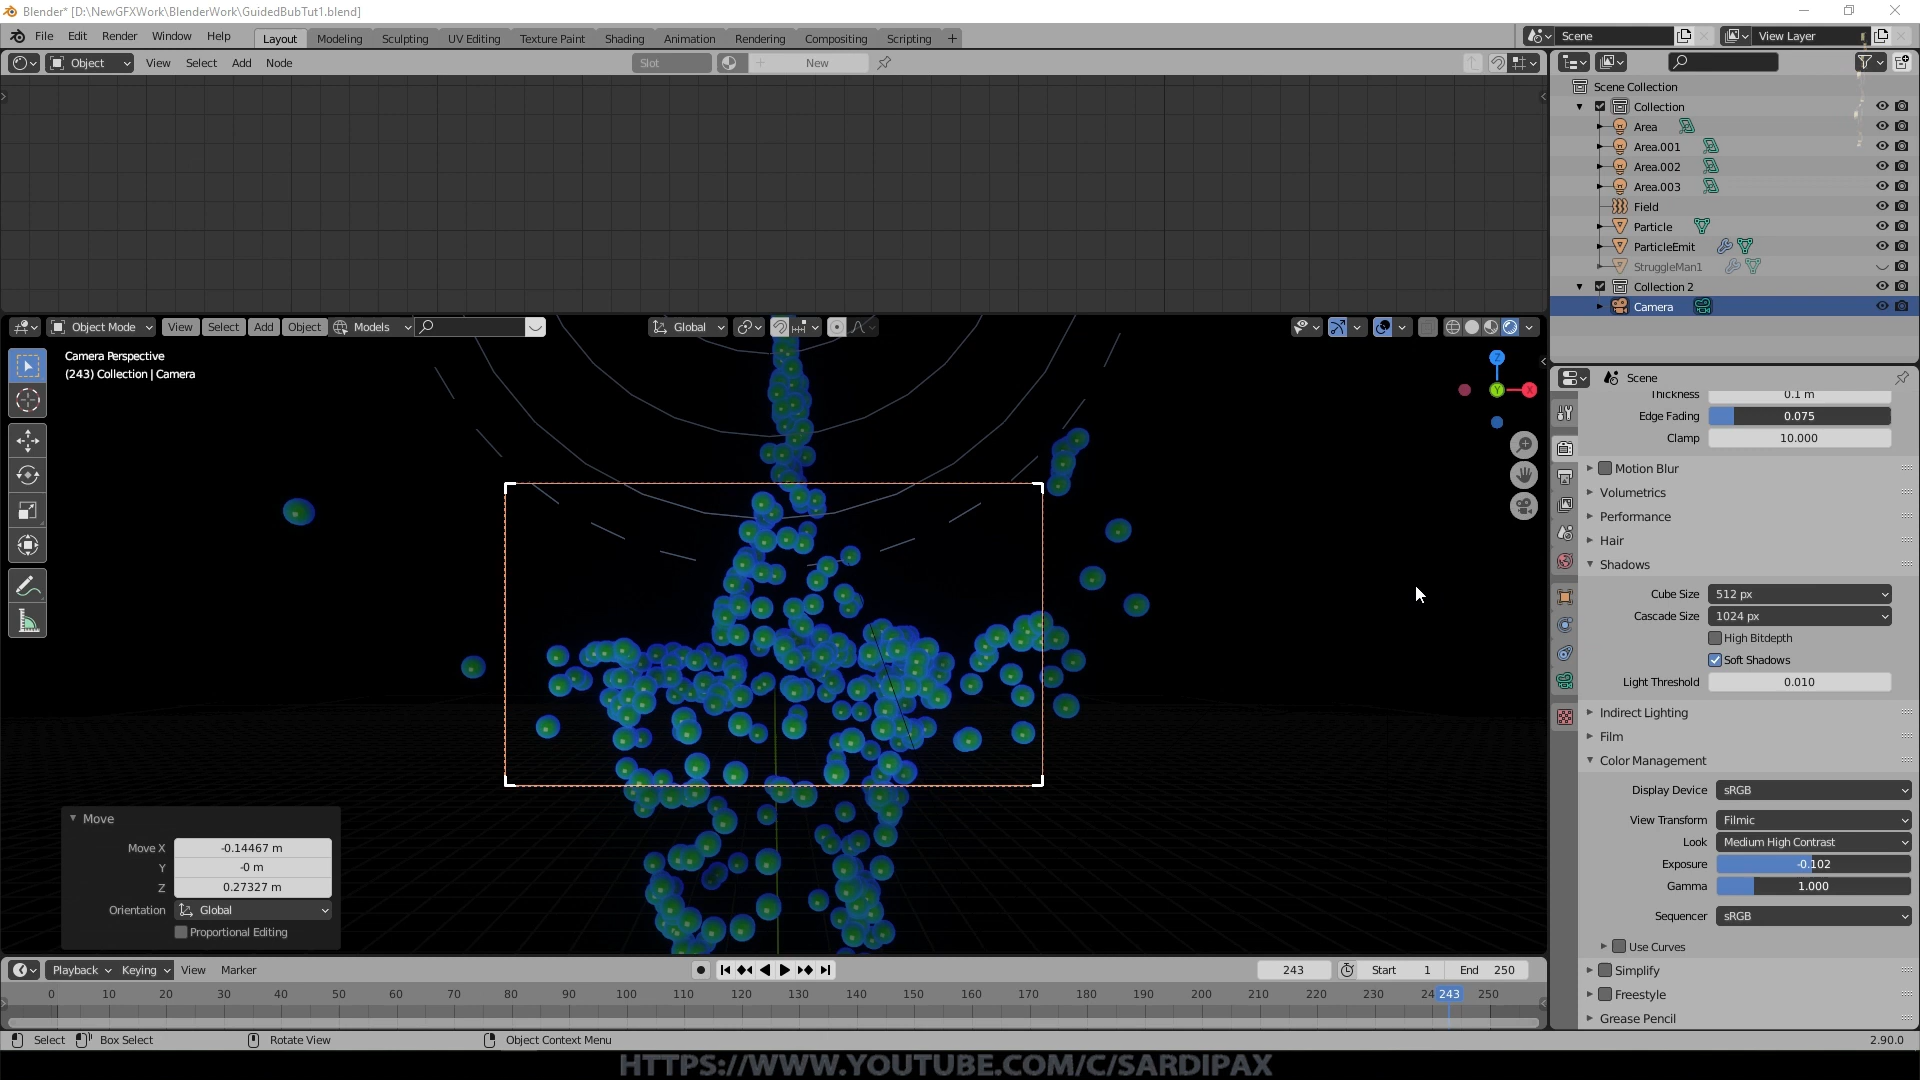 Blender* [D:\NewGFXWork\BlenderWork\GuidedBubTut1.blend]
File Edit Render Window Help Layout Modeling Sculpting UV Editing Texture Paint Shading Animation Rendering Compositing Scripting + Scene View Layer
Object View Select Add Node Slot New
Scene Collection
Collection
Area
Area.001
Area.002
Area.003
Field
Particle
ParticleEmit
StruggleMan1
Collection 2
Camera
Object Mode View Select Add Object Models Global
Camera Perspective
(243) Collection | Camera
Z
Y
X
Scene
Thickness 0.1 m
Edge Fading 0.075
Clamp 10.000
Motion Blur
Volumetrics
Performance
Hair
Shadows
Cube Size 512 px
Cascade Size 1024 px
High Bitdepth
Soft Shadows
Light Threshold 0.010
Indirect Lighting
Film
Color Management
Display Device sRGB
View Transform Filmic
Look Medium High Contrast
Exposure -0.102
Gamma 1.000
Sequencer sRGB
Use Curves
Simplify
Freestyle
Grease Pencil
Move
Move X -0.14467 m
Y -0 m
Z 0.27327 m
Orientation Global
Proportional Editing
Playback Keying View Marker 243 Start 1 End 250
0 10 20 30 40 50 60 70 80 90 100 110 120 130 140 150 160 170 180 190 200 210 220 230 24 243 250
Select Box Select Rotate View Object Context Menu 2.90.0
HTTPS://WWW.YOUTUBE.COM/C/SARDIPAX